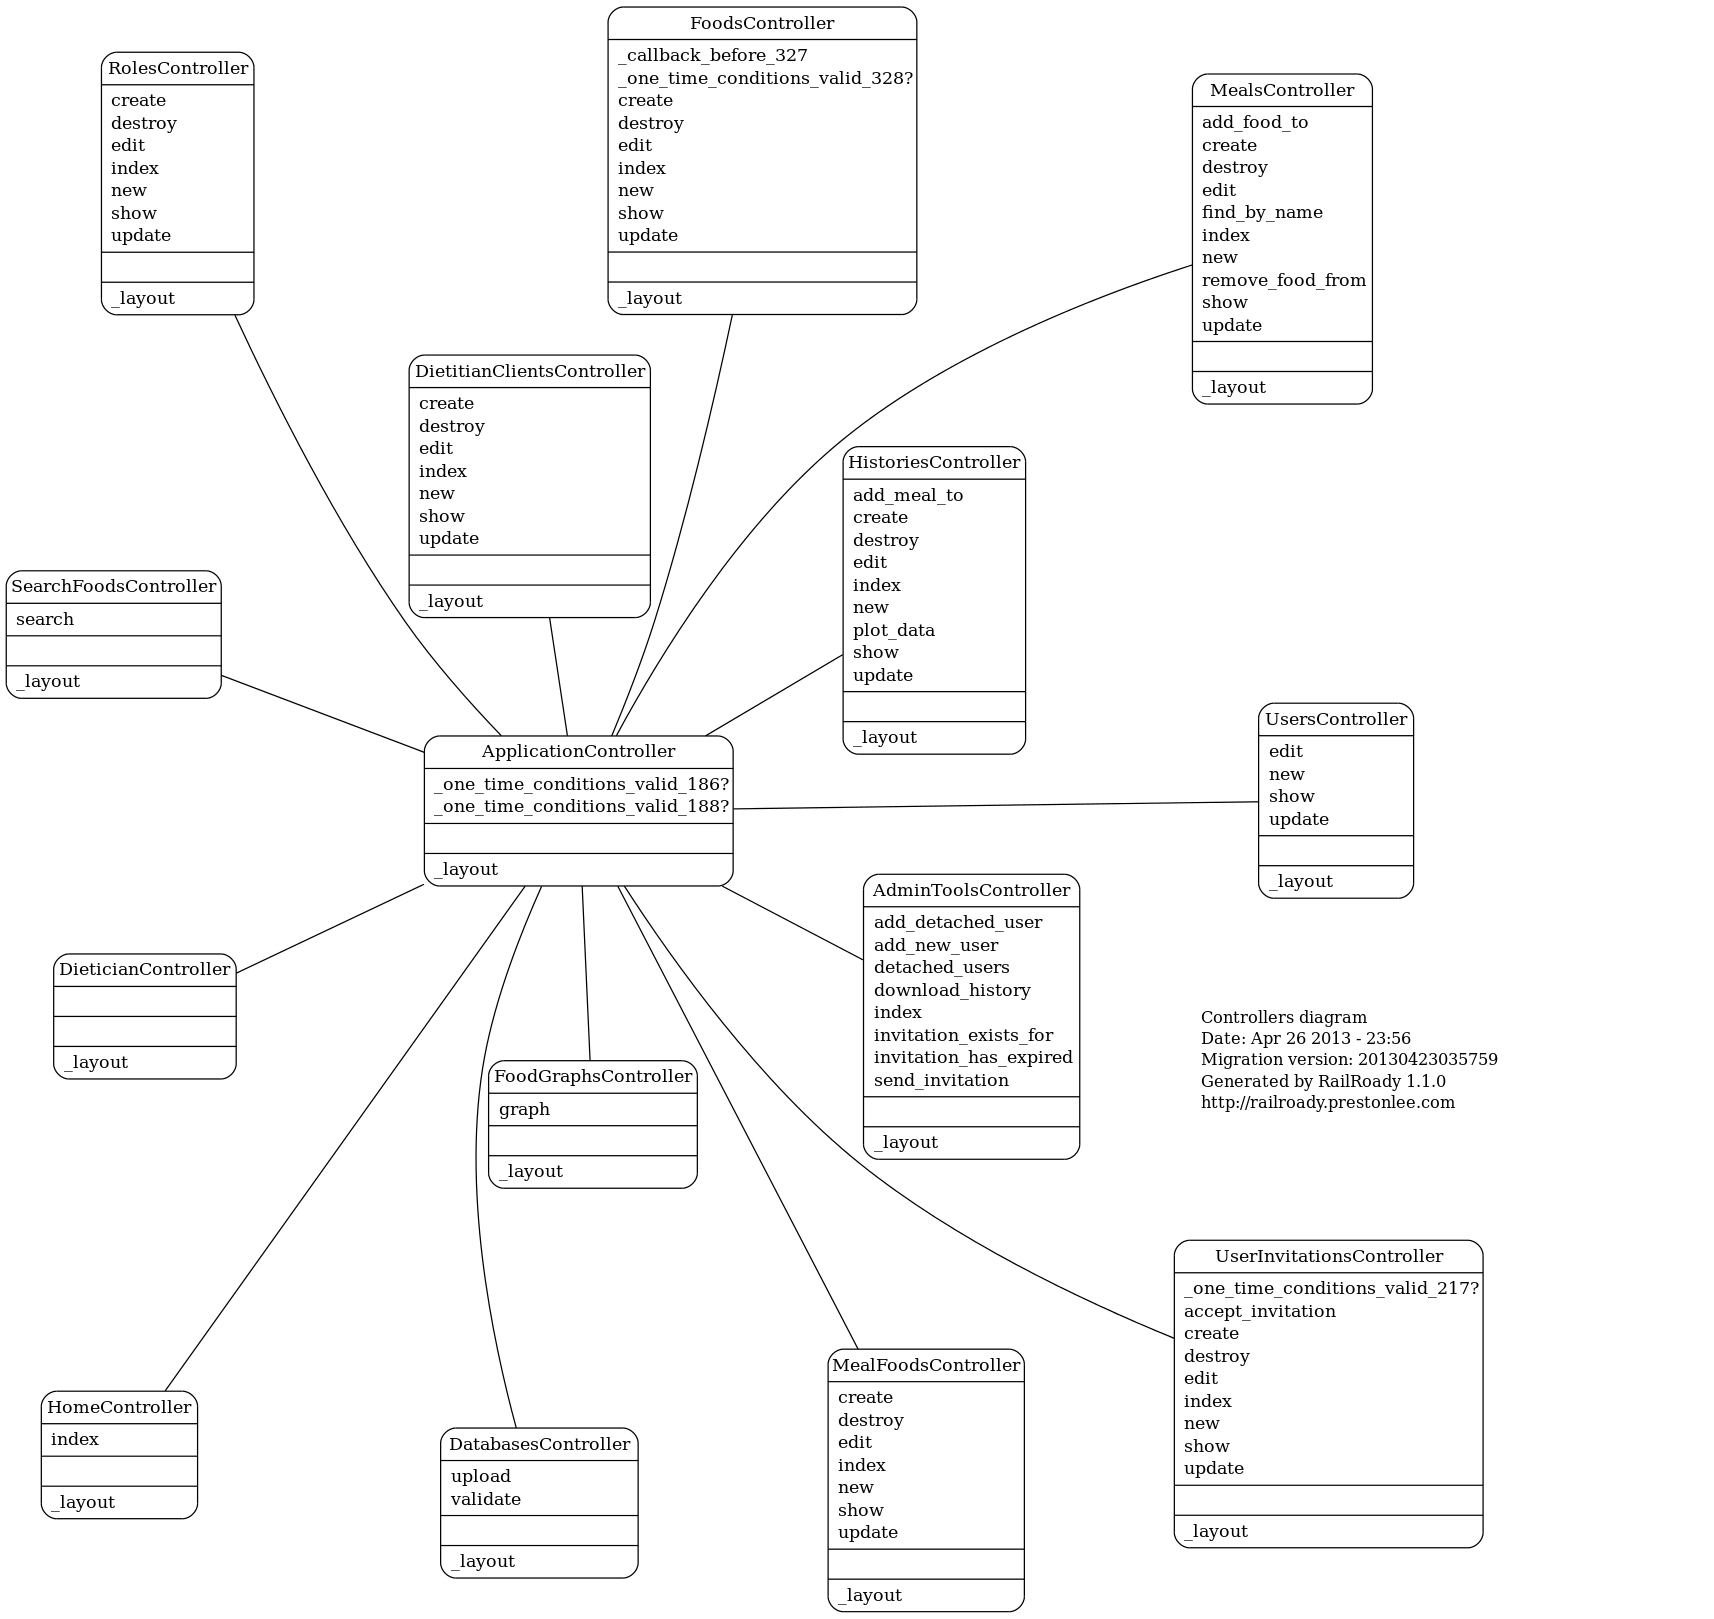 FoodsController
_callback_before_327
_one_time_conditions_valid_328?
create
destroy
edit
index
new
show
update
_layout
RolesController
create
destroy
edit
index
new
show
update
_layout
MealsController
add_food_to
create
destroy
edit
find_by_name
index
new
remove_food_from
show
update
_layout
DietitianClientsController
create
destroy
edit
index
new
show
update
_layout
HistoriesController
add_meal_to
create
destroy
edit
index
new
plot_data
show
update
_layout
SearchFoodsController
search
_layout
UsersController
edit
new
show
update
_layout
ApplicationController
_one_time_conditions_valid_186?
_one_time_conditions_valid_188?
_layout
AdminToolsController
add_detached_user
add_new_user
detached_users
download_history
index
invitation_exists_for
invitation_has_expired
send_invitation
_layout
DieticianController
_layout
Controllers diagram
Date: Apr 26 2013 - 23:56
Migration version: 20130423035759
Generated by RailRoady 1.1.0
http://railroady.prestonlee.com
FoodGraphsController
graph
_layout
UserInvitationsController
_one_time_conditions_valid_217?
accept_invitation
create
destroy
edit
index
new
show
update
_layout
MealFoodsController
create
destroy
edit
index
new
show
update
_layout
HomeController
index
_layout
DatabasesController
upload
validate
_layout